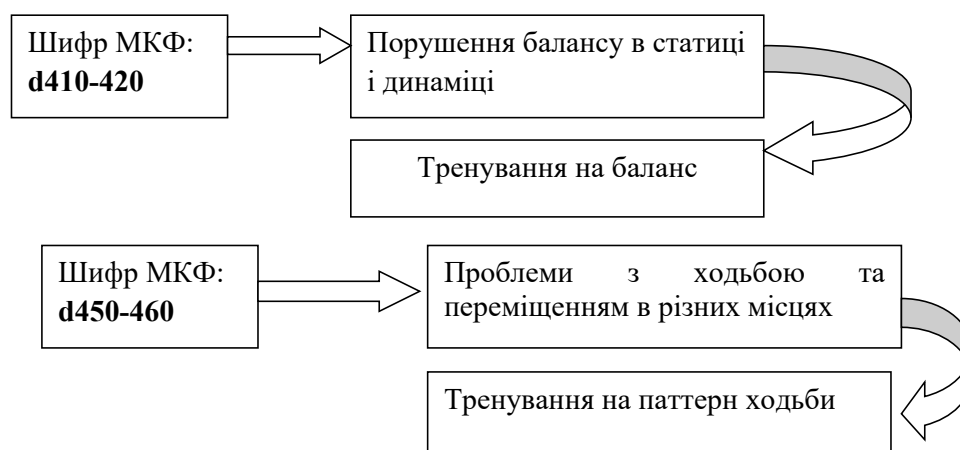 Шифр МКФ:
d410-420
Порушення балансу в статиці
і динаміці
Тренування на баланс
Шифр МКФ:
d450-460
Проблеми з ходьбою та
переміщенням в різних місцях
Тренування на паттерн ходьби